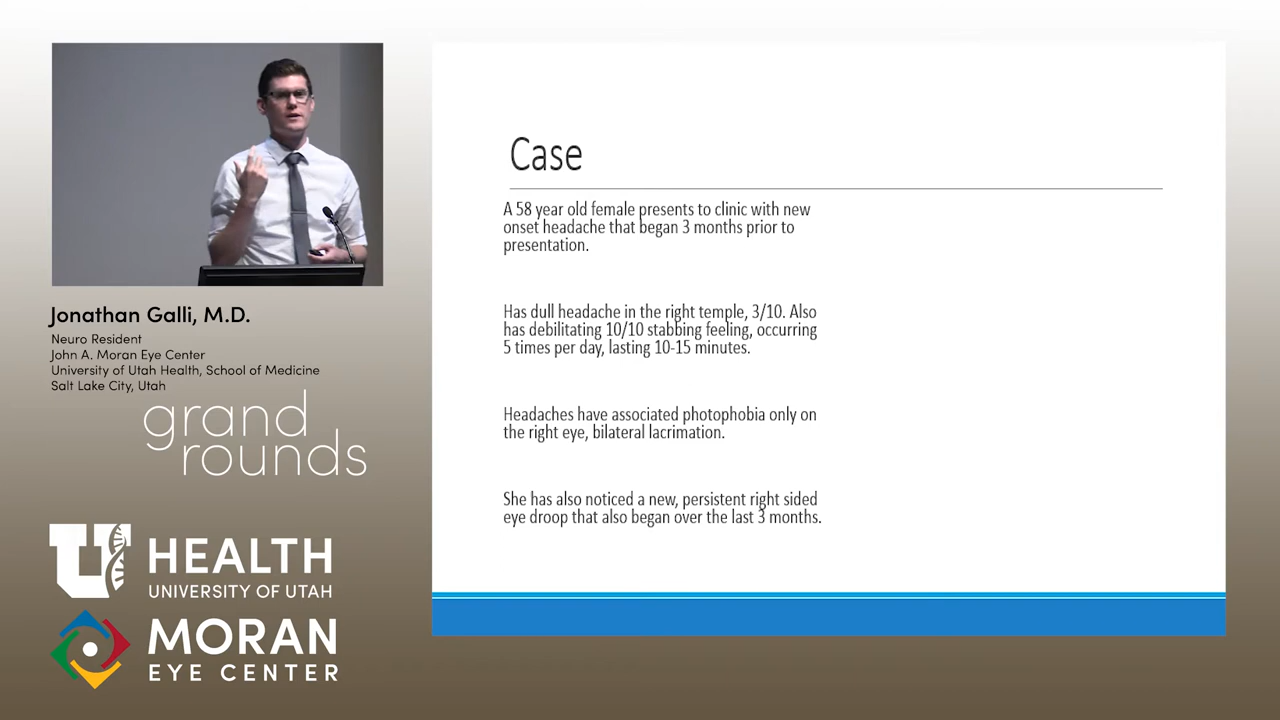 Case
A 58 year old female presents to clinic with new
onset headache that began 3 months prior to
presentation.
Has dull headache in the right temple, 3/10. Also
has debilitating 10/10 stabbing feeling, occurring
5 times per day, lasting 10-15 minutes.
Headaches have associated photophobia only on
the right eye, bilateral lacrimation.
She has also noticed a new, persistent right sided
eye droop that also began over the last 3 months.
Jonathan Galli, M.D.
Neuro Resident
John A. Moran Eye Center
University of Utah Health, School of Medicine
Salt Lake City, Utah
grand
rounds
U HEALTH
UNIVERSITY OF UTAH
MORAN
EYE CENTER